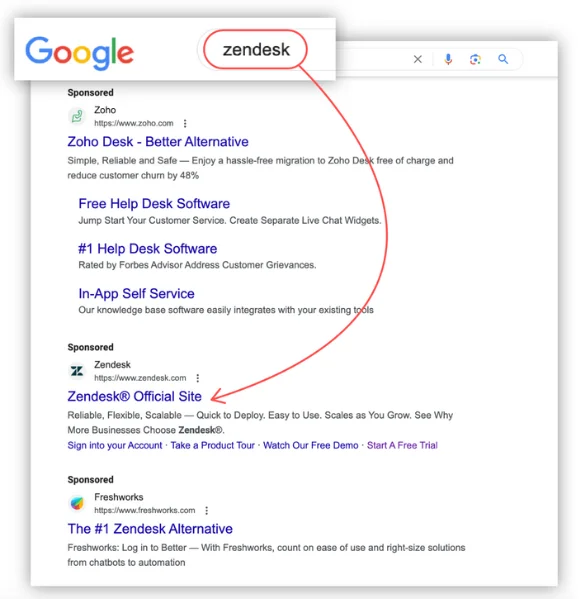 Google
zendesk
Sponsored
Zoho
https://www.zoho.com
Zoho Desk - Better Alternative
Simple, Reliable and Safe — Enjoy a hassle-free migration to Zoho Desk free of charge and
reduce customer churn by 48%
Free Help Desk Software
Jump Start Your Customer Service. Create Separate Live Chat Widgets.
#1 Help Desk Software
Rated by Forbes Advisor Address Customer Grievances.
In-App Self Service
Our knowledge base software easily integrates with your existing tools
Sponsored
Zendesk
https://www.zendesk.com
Zendesk® Official Site
Reliable, Flexible, Scalable — Quick to Deploy. Easy to Use. Scales as You Grow. See Why
More Businesses Choose Zendesk®.
Sign into your Account · Take a Product Tour · Watch Our Free Demo · Start A Free Trial
Sponsored
Freshworks
https://www.freshworks.com
The #1 Zendesk Alternative
Freshworks: Log in to Better — With Freshworks, count on ease of use and right-size solutions
from chatbots to automation